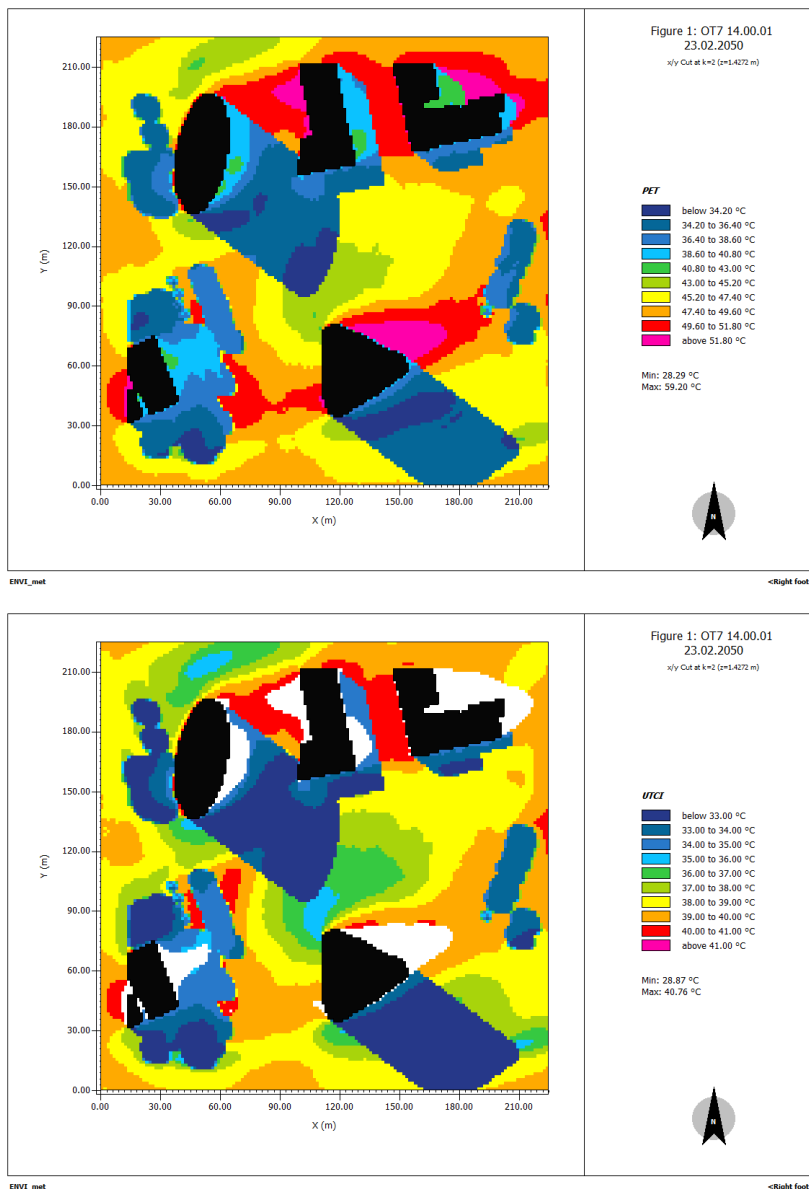 Figure 1: OT7 14.00.01
23.02.2050
x/y Cut at k=2 (z=1.4272 m)
210.00
180.00
150.00
120.00
90.00
60.00
30.00
0.00
Y (m)
0.00 30.00 60.00 90.00 120.00 150.00 180.00 210.00
X (m)
PET
below 34.20 °C
34.20 to 36.40 °C
36.40 to 38.60 °C
38.60 to 40.80 °C
40.80 to 43.00 °C
43.00 to 45.20 °C
45.20 to 47.40 °C
47.40 to 49.60 °C
49.60 to 51.80 °C
above 51.80 °C
Min: 28.29 °C
Max: 59.20 °C
N
ENVI_met
<Right foot
Figure 1: OT7 14.00.01
23.02.2050
x/y Cut at k=2 (z=1.4272 m)
210.00
180.00
150.00
120.00
90.00
60.00
30.00
0.00
Y (m)
0.00 30.00 60.00 90.00 120.00 150.00 180.00 210.00
X (m)
UTCI
below 33.00 °C
33.00 to 34.00 °C
34.00 to 35.00 °C
35.00 to 36.00 °C
36.00 to 37.00 °C
37.00 to 38.00 °C
38.00 to 39.00 °C
39.00 to 40.00 °C
40.00 to 41.00 °C
above 41.00 °C
Min: 28.87 °C
Max: 40.76 °C
N
ENVI_met
<Right foot